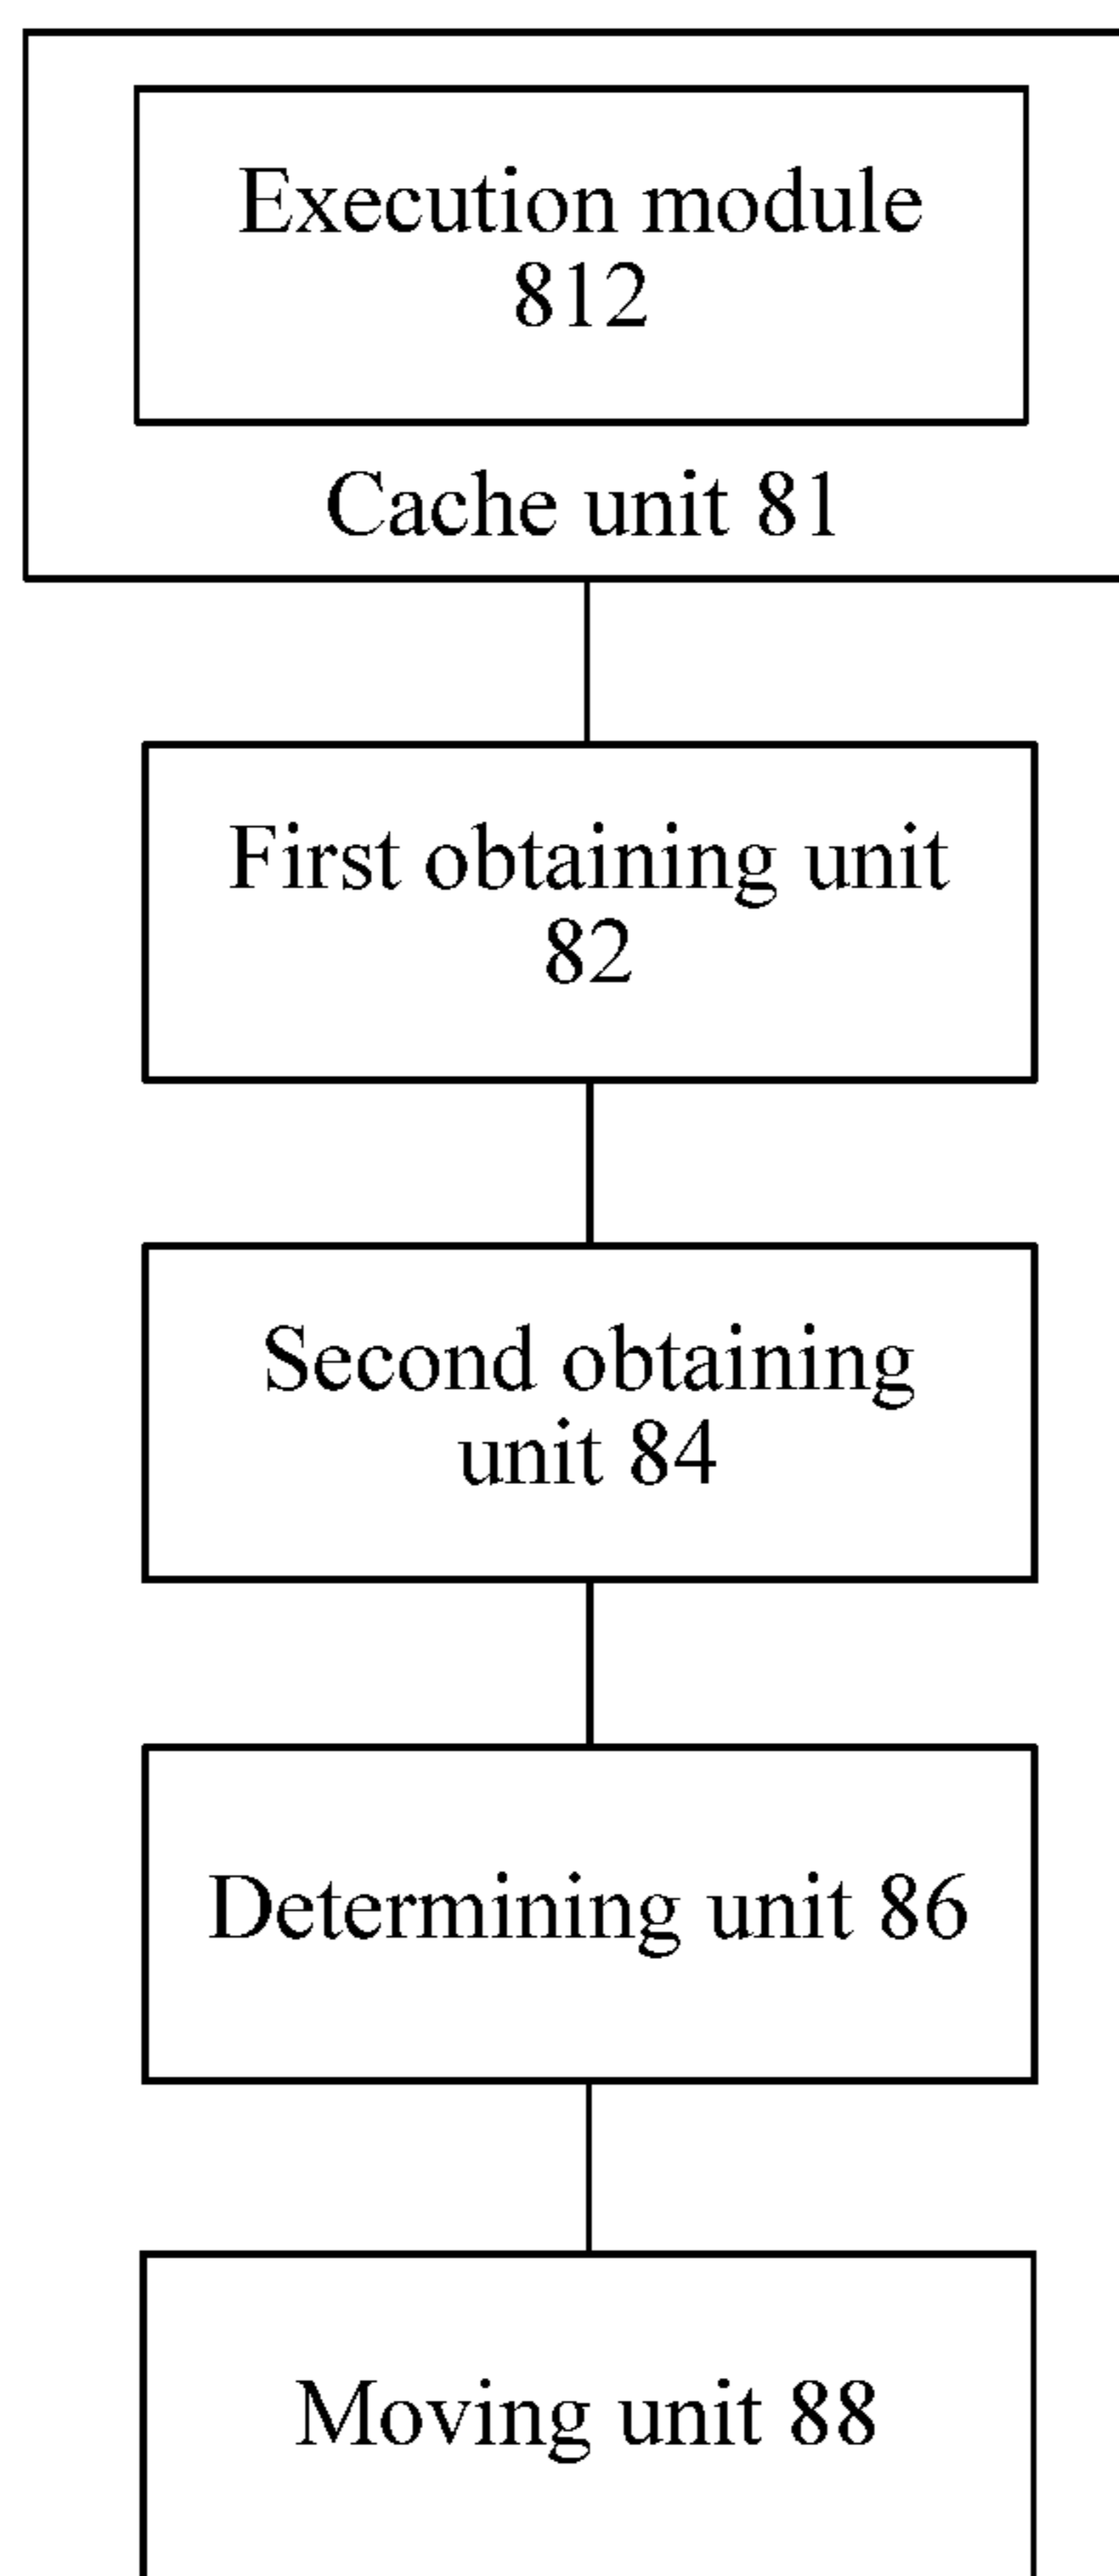 Execution module
812
Cache unit 81
First obtaining unit
82
Second obtaining
unit 84
Determining unit 86
Moving unit 88